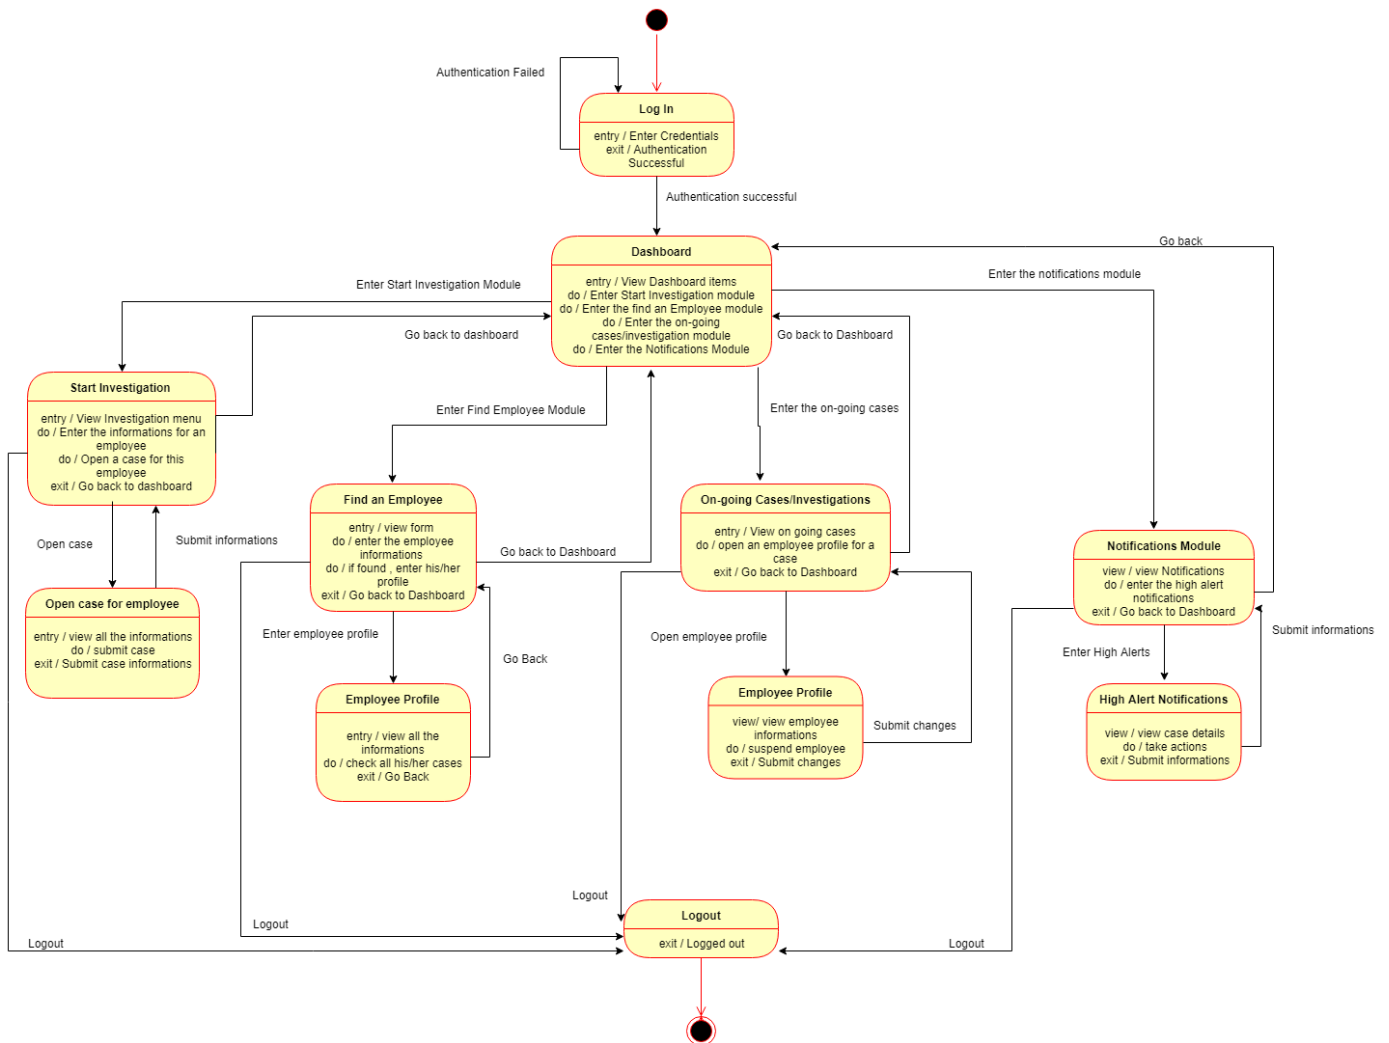 Authentication Failed
Log In
entry / Enter Credentials
exit / Authentication
Successful
Authentication successful
Go back
Dashboard
entry / View Dashboard items
do / Enter Start Investigation module
do / Enter the find an Employee module
do / Enter the on-going
cases/investigation module
do / Enter the Notifications Module
Enter the notifications module
Enter Start Investigation Module
Go back to dashboard
Go back to Dashboard
Start Investigation
entry / View Investigation menu
do / Enter the informations for an
employee
do / Open a case for this
employee
exit / Go back to dashboard
Enter Find Employee Module
Enter the on-going cases
Find an Employee
entry / view form
do / enter the employee
informations
do / if found , enter his/her
profile
exit / Go back to Dashboard
Go back to Dashboard
On-going Cases/Investigations
entry / View on going cases
do / open an employee profile for a
case
exit / Go back to Dashboard
Notifications Module
view / view Notifications
do / enter the high alert
notifications
exit / Go back to Dashboard
Open case
Submit informations
Open case for employee
entry / view all the informations
do / submit case
exit / Submit case informations
Enter employee profile
Go Back
Open employee profile
Enter High Alerts
Submit informations
Employee Profile
entry / view all the
informations
do / check all his/her cases
exit / Go Back
Employee Profile
view/ view employee
informations
do / suspend employee
exit / Submit changes
Submit changes
High Alert Notifications
view / view case details
do / take actions
exit / Submit informations
Logout
Logout
exit / Logged out
Logout
Logout
Logout